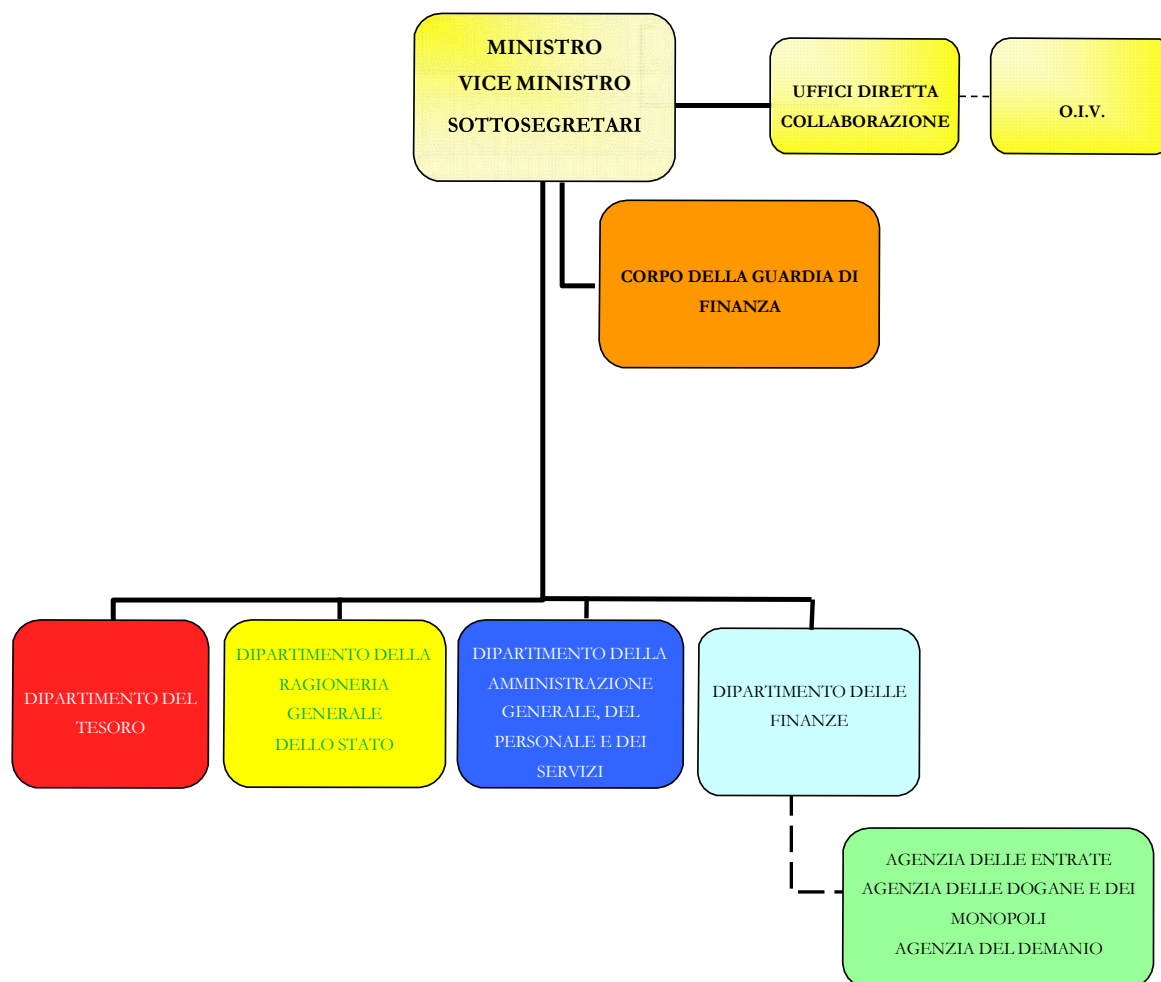 MINISTRO
VICE MINISTRO
SOTTOSEGRETARI
UFFICI DIRETTA
COLLABORAZIONE
O.I.V.
CORPO DELLA GUARDIA DI
FINANZA
DIPARTIMENTO DEL
TESORO
DIPARTIMENTO DELLA
RAGIONERIA
GENERALE
DELLO STATO
DIPARTIMENTO DELLA
AMMINISTRAZIONE
GENERALE, DEL
PERSONALE E DEI
SERVIZI
DIPARTIMENTO DELLE
FINANZE
AGENZIA DELLE ENTRATE
AGENZIA DELLE DOGANE E DEI
MONOPOLI
AGENZIA DEL DEMANIO